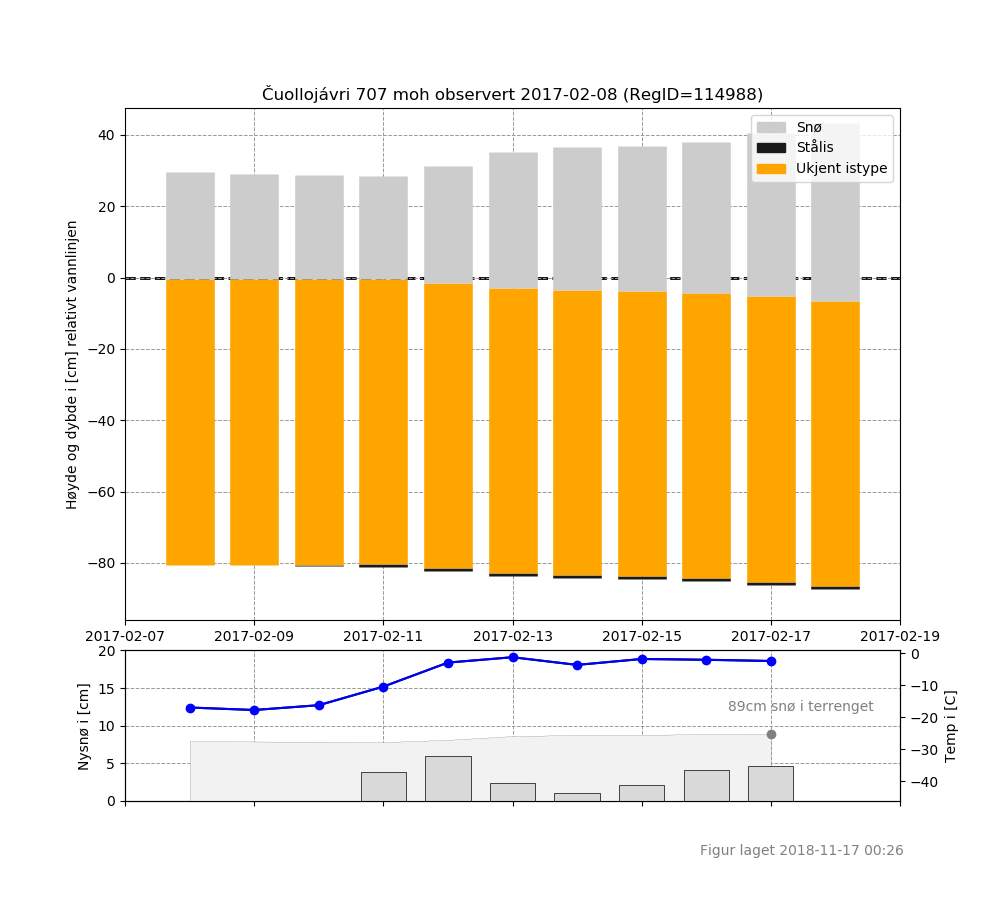 Čuollojávri 707 moh observert 2017-02-08 (RegID=114988)
Høyde og dybde i [cm] relativt vannlinjen
40
20
0
−20
−40
−60
−80
Snø
Stålis
Ukjent istype
2017-02-07
2017-02-09
2017-02-11
2017-02-13
2017-02-15
2017-02-17
2017-02-19
Nysnø i [cm]
20
15
10
5
0
89cm snø i terrenget
0
−10
−20
−30
−40
Temp i [C]
Figur laget 2018-11-17 00:26